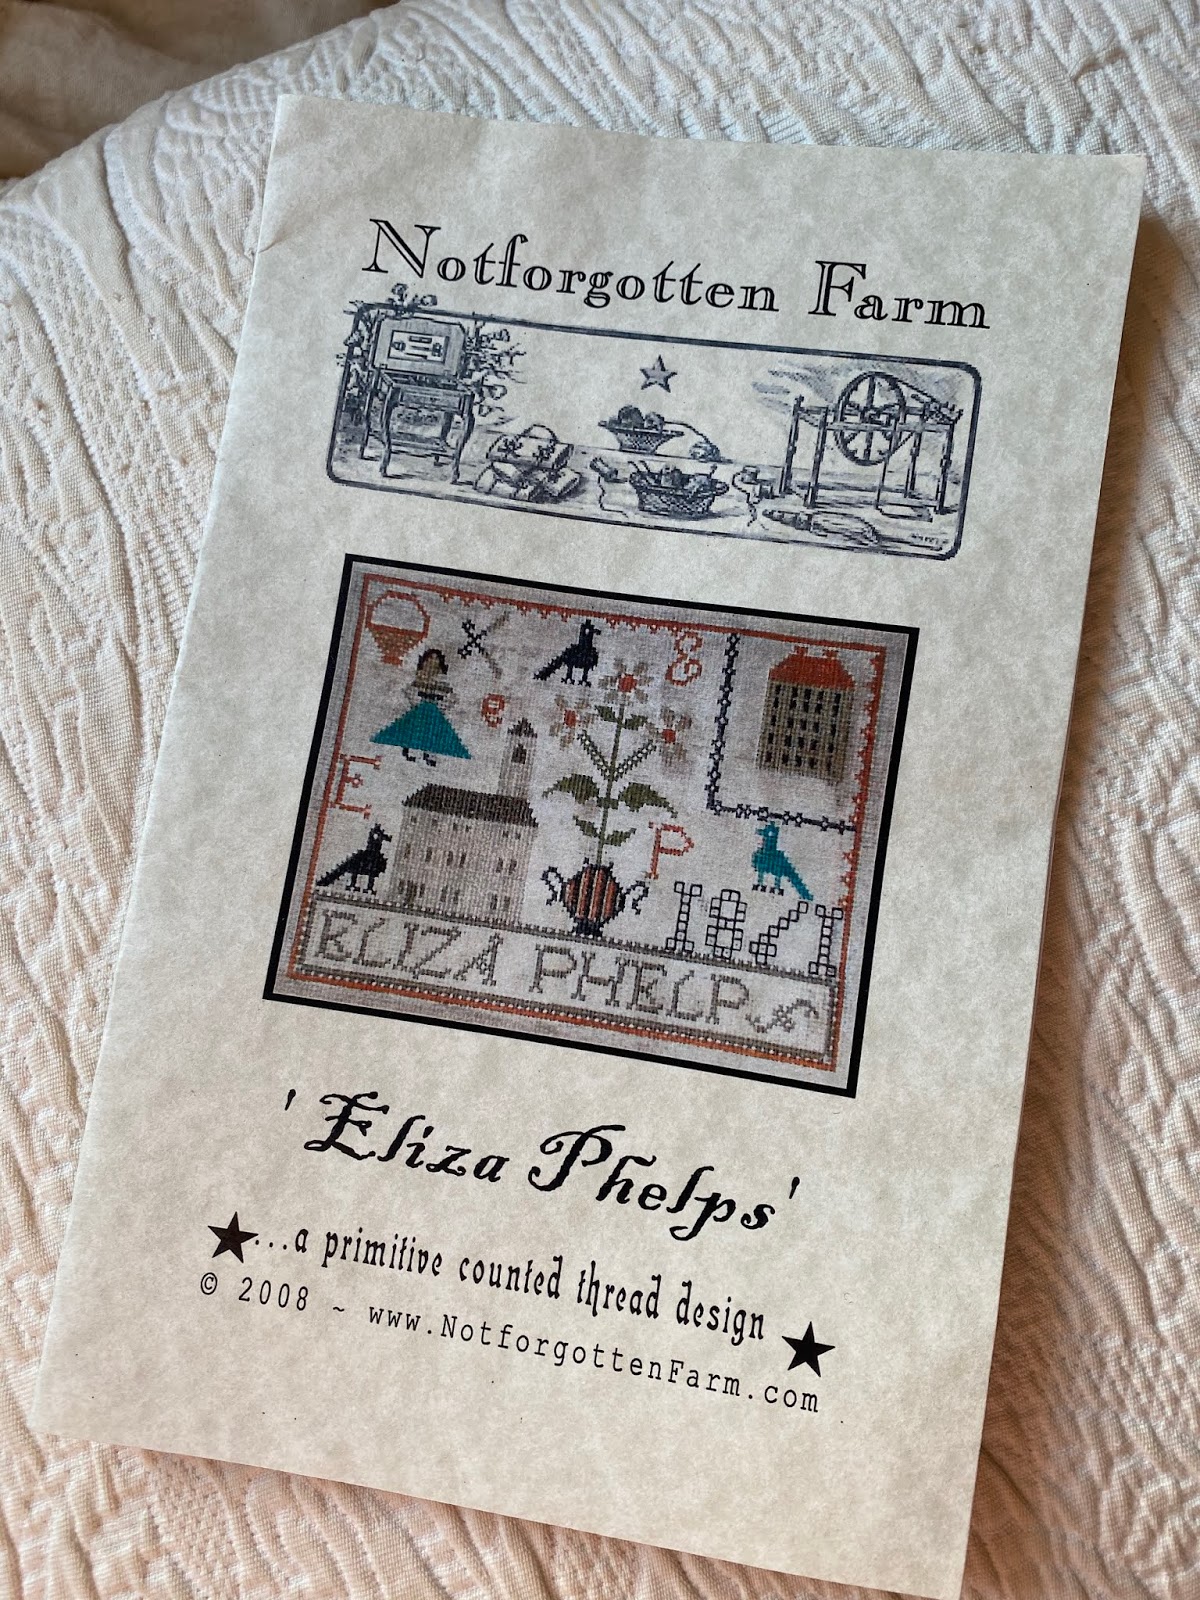 Notforgotten Farm
E
e
8
P
1821
ELIZA PHELPS
'Eliza Phelps'
...a primitive counted thread design
© 2008 ~ www.NotforgottenFarm.com